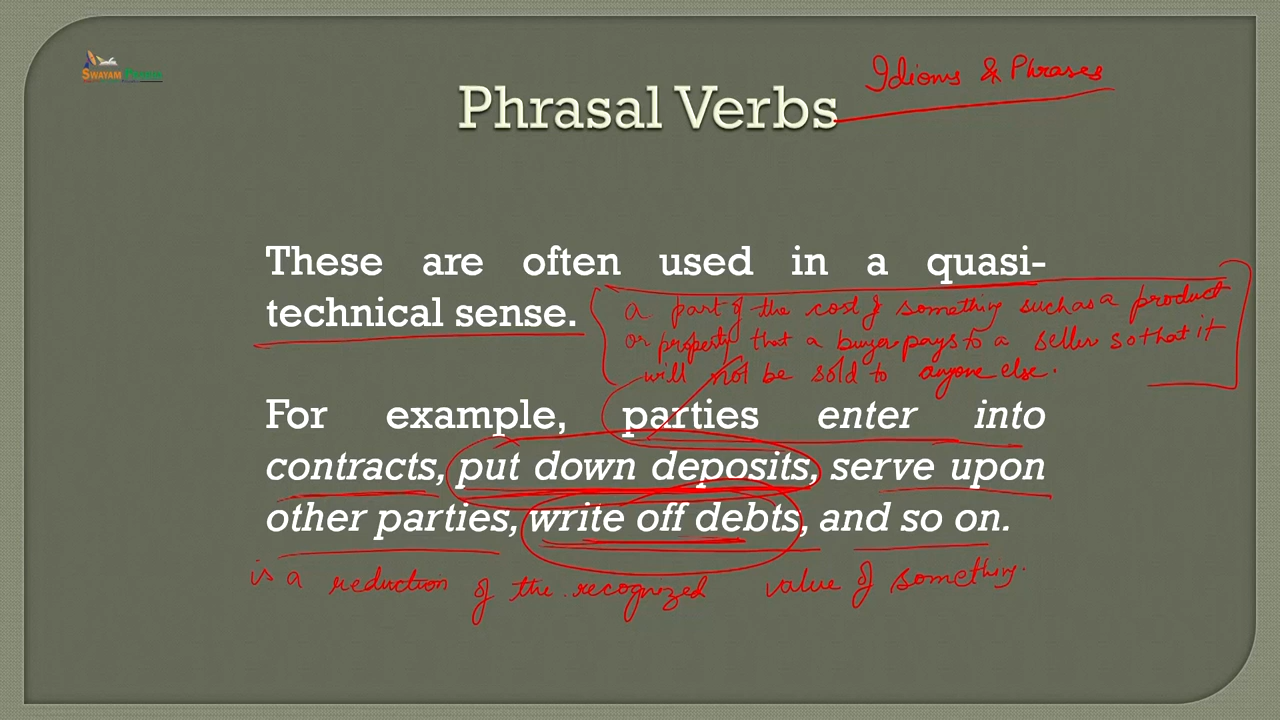 SWAYAM PRABHA
Idioms & Phrases
Phrasal Verbs
These are often used in a quasi-
technical sense.
a part of the cost of something such as a product
or property that a buyer pays to a seller so that it
will not be sold to anyone else.
For example, parties enter into
contracts, put down deposits, serve upon
other parties, write off debts, and so on.
is a reduction of the recognized value of something.